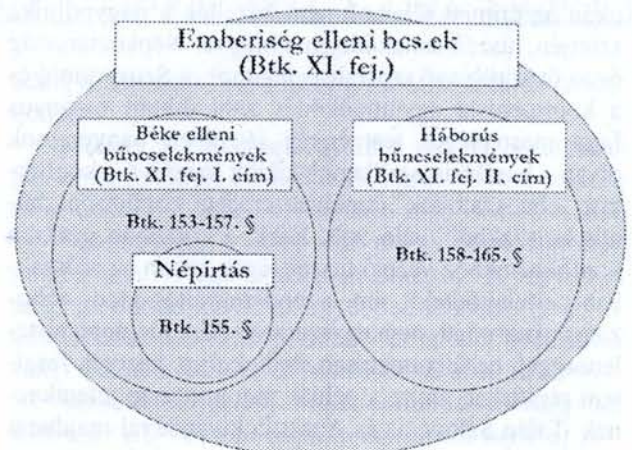 Emberiség elleni bcs.ek
(Btk. XI. fej.)
Béke elleni
bűncselekmények
(Btk. XI. fej. I. cím)
Btk. 153-157. §
Népirtás
Btk. 155. §
Háborús
bűncselekmények
(Btk. XI. fej. II. cím)
Btk. 158-165. §